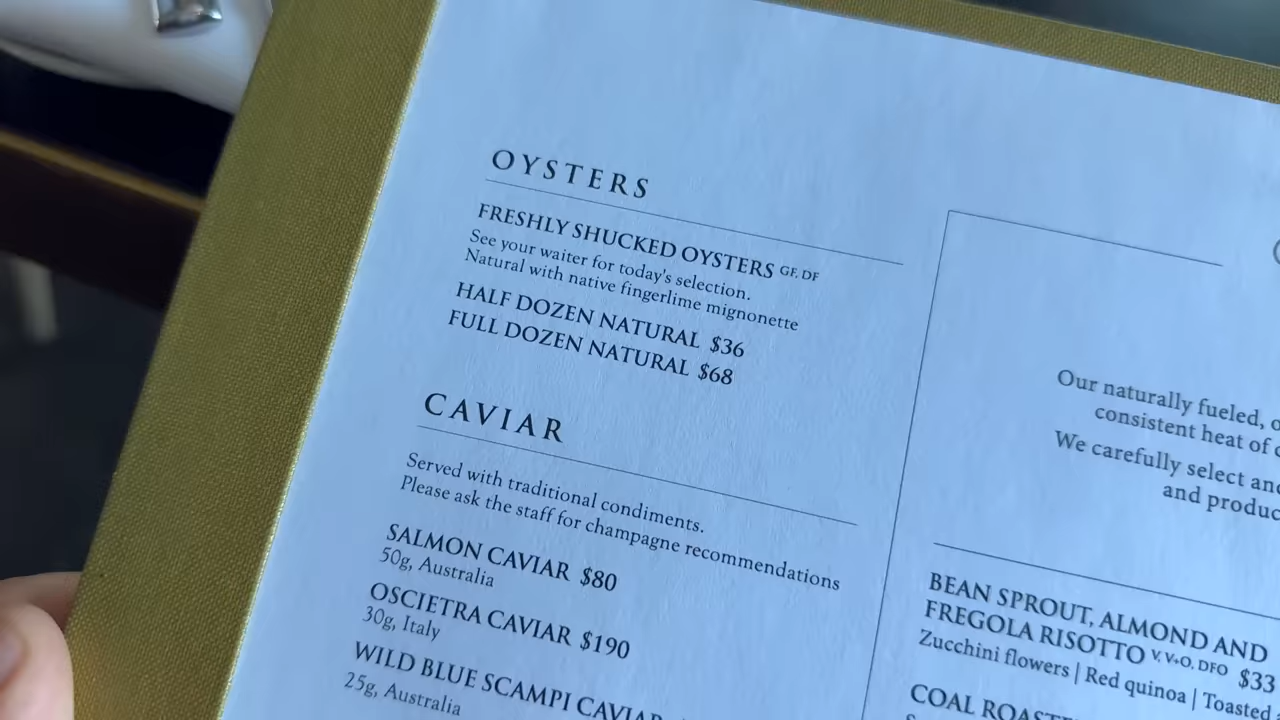 OYSTERS
FRESHLY SHUCKED OYSTERS GF, DF
See your waiter for today's selection.
Natural with native fingerlime mignonette
HALF DOZEN NATURAL $36
FULL DOZEN NATURAL $68
CAVIAR
Served with traditional condiments.
Please ask the staff for champagne recommendations
SALMON CAVIAR $80
50g, Australia
OSCIETRA CAVIAR $190
30g, Italy
WILD BLUE SCAMPI CAVIAR
25g, Australia
Our naturally fueled,
consistent heat of
We carefully select
and
BEAN SPROUT, ALMOND AND
FREGOLA RISOTTO V, V+O, DFO $33
Zucchini flowers | Red quinoa | Toasted
COAL